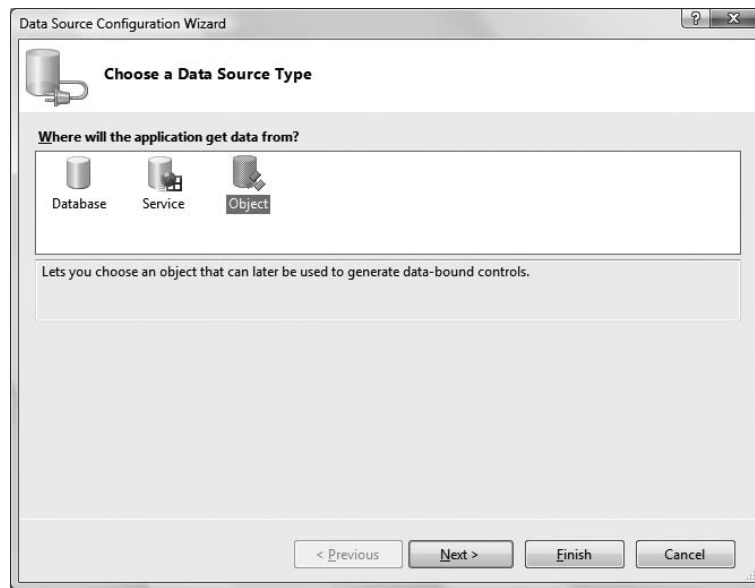 Data Source Configuration Wizard
Choose a Data Source Type
Where will the application get data from?
Database Service Object
Lets you choose an object that can later be used to generate data-bound controls.
< Previous Next > Finish Cancel